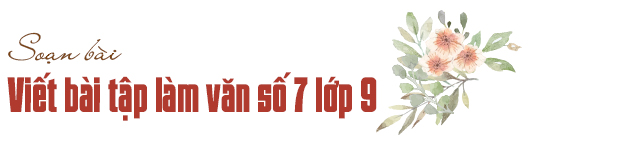 Soạn bài
Viết bài tập làm văn số 7 lớp 9